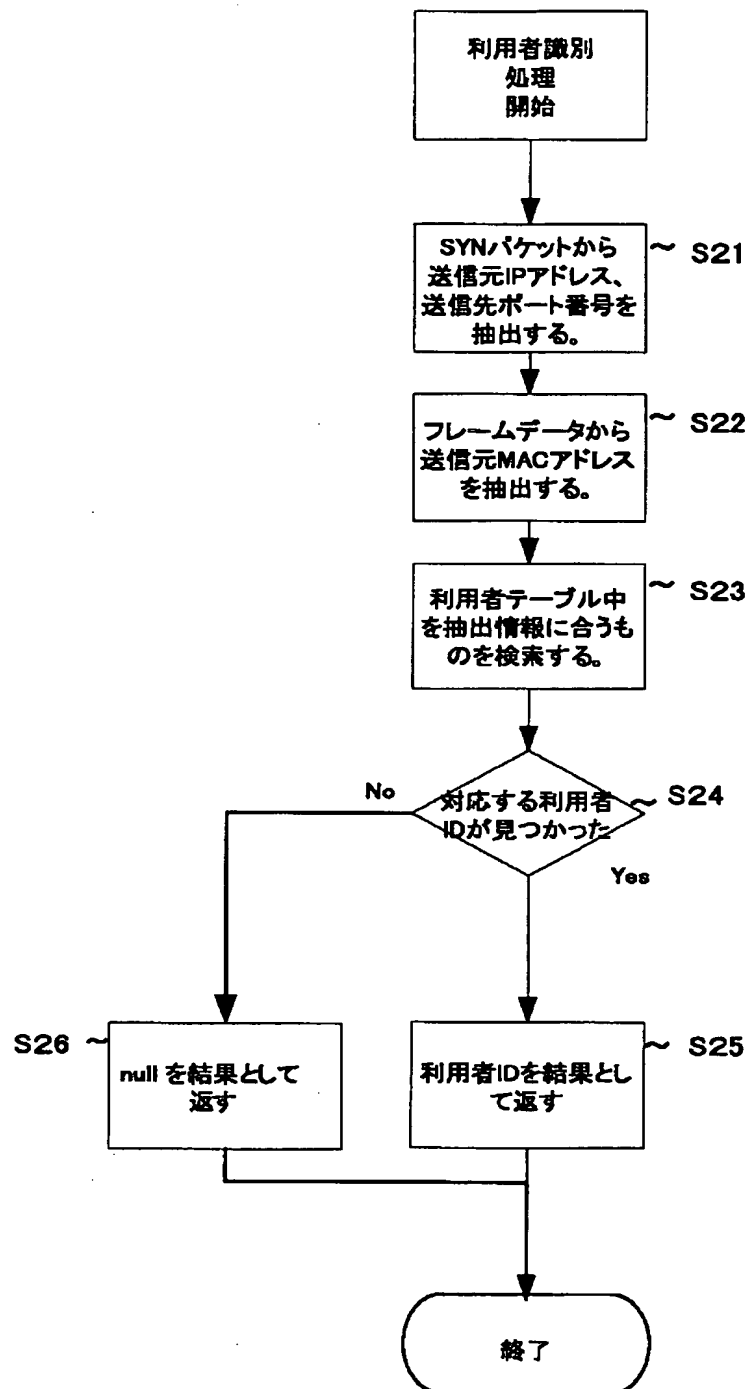 利用者識別
処理
開始
SYNパケットから
送信元IPアドレス、
送信先ポート番号を
抽出する。
～ S21
フレームデータから
送信元MACアドレス
を抽出する。
～ S22
利用者テーブル中
を抽出情報に合うも
のを検索する。
～ S23
対応する利用者
IDが見つかった
～ S24
No
Yes
S26 ～
null を結果として
返す
利用者IDを結果とし
て返す
～ S25
終了